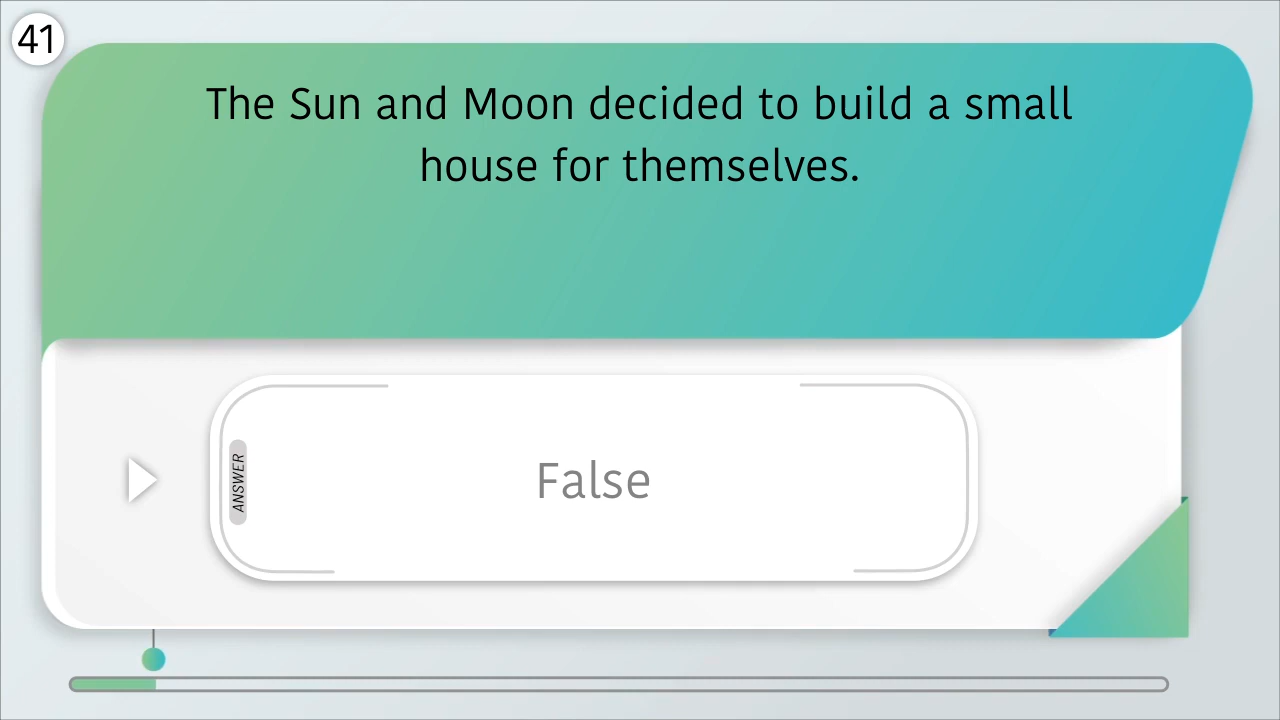 41
The Sun and Moon decided to build a small
house for themselves.
ANSWER
False